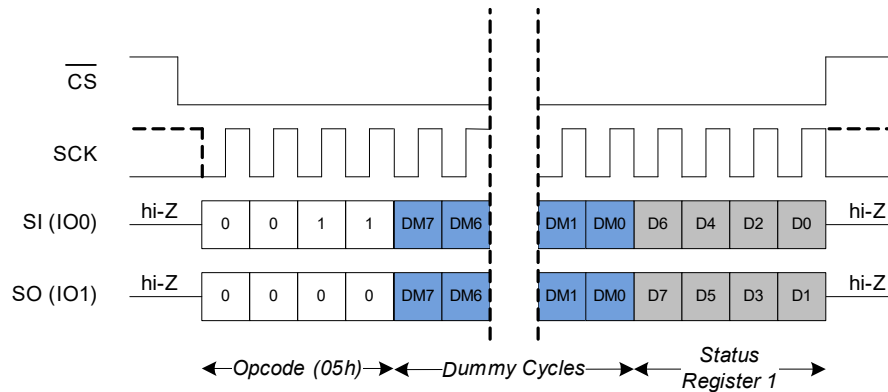 CS
SCK
hi-Z 0 0 1 1 DM7 DM6 DM1 DM0 D6 D4 D2 D0 hi-Z
SI (IO0)
hi-Z 0 0 0 0 DM7 DM6 DM1 DM0 D7 D5 D3 D1 hi-Z
SO (IO1)
Opcode (05h) Dummy Cycles Status
Register 1